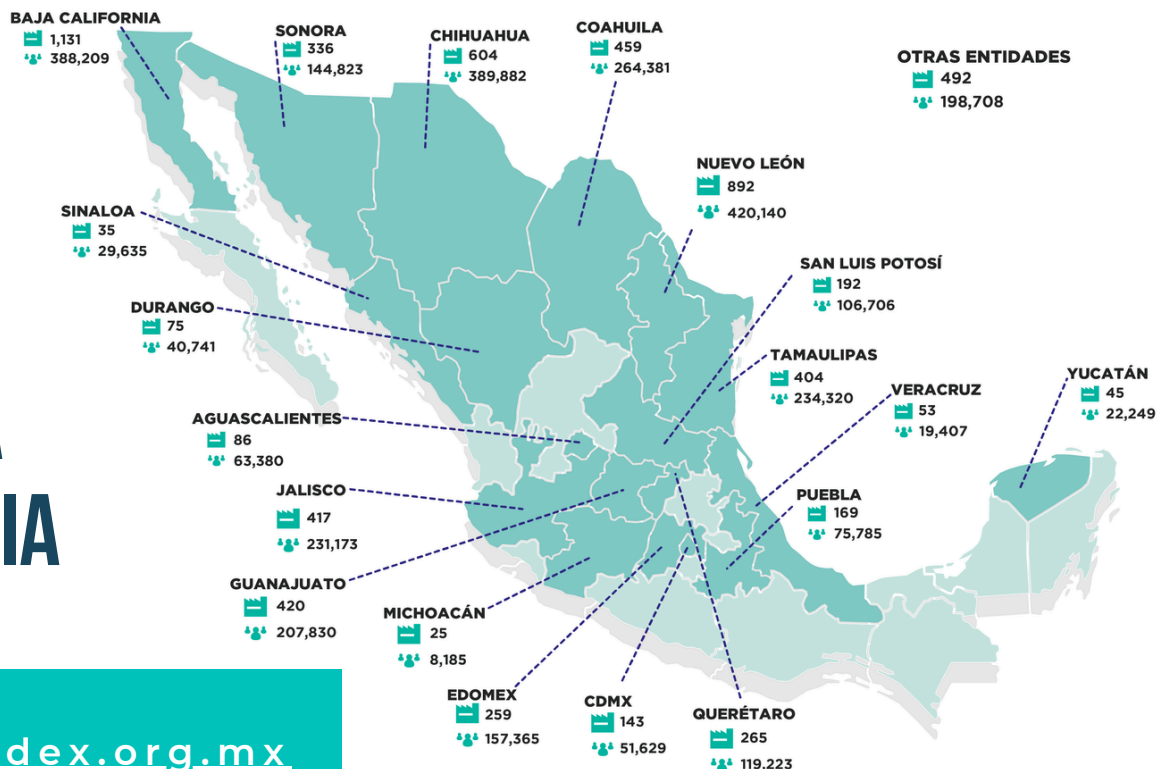 BAJA CALIFORNIA
1,131
388,209
SONORA
336
144,823
CHIHUAHUA
604
389,882
COAHUILA
459
264,381
OTRAS ENTIDADES
492
198,708
NUEVO LEÓN
892
420,140
SINALOA
35
29,635
SAN LUIS POTOSÍ
192
106,706
DURANGO
75
40,741
TAMAULIPAS
404
234,320
YUCATÁN
45
22,249
VERACRUZ
53
19,407
AGUASCALIENTES
86
63,380
JALISCO
417
231,173
PUEBLA
169
75,785
IA
GUANAJUATO
420
207,830
MICHOACÁN
25
8,185
EDOMEX
259
157,365
CDMX
143
51,629
QUERÉTARO
265
119,223
dex.org.mx